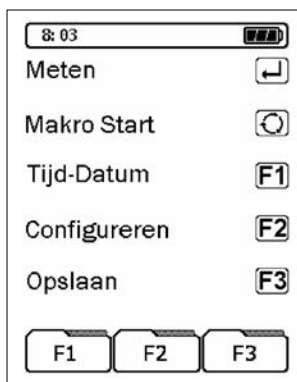 8:03
Meten
Makro Start
Tijd-Datum F1
Configureren F2
Opslaan F3
F1 F2 F3